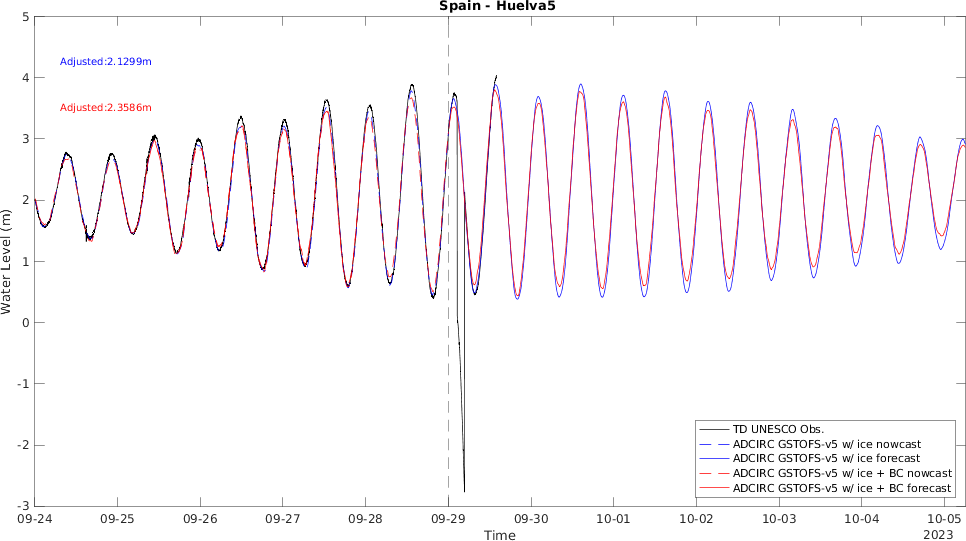 Spain - Huelva5
Adjusted:2.1299m
Adjusted:2.3586m
Water Level (m)
5
4
3
2
1
0
-1
-2
-3
TD UNESCO Obs.
ADCIRC GSTOFS-v5 w/ ice nowcast
ADCIRC GSTOFS-v5 w/ ice forecast
ADCIRC GSTOFS-v5 w/ ice + BC nowcast
ADCIRC GSTOFS-v5 w/ ice + BC forecast
09-24 09-25 09-26 09-27 09-28 09-29 09-30 10-01 10-02 10-03 10-04 10-05
Time
2023